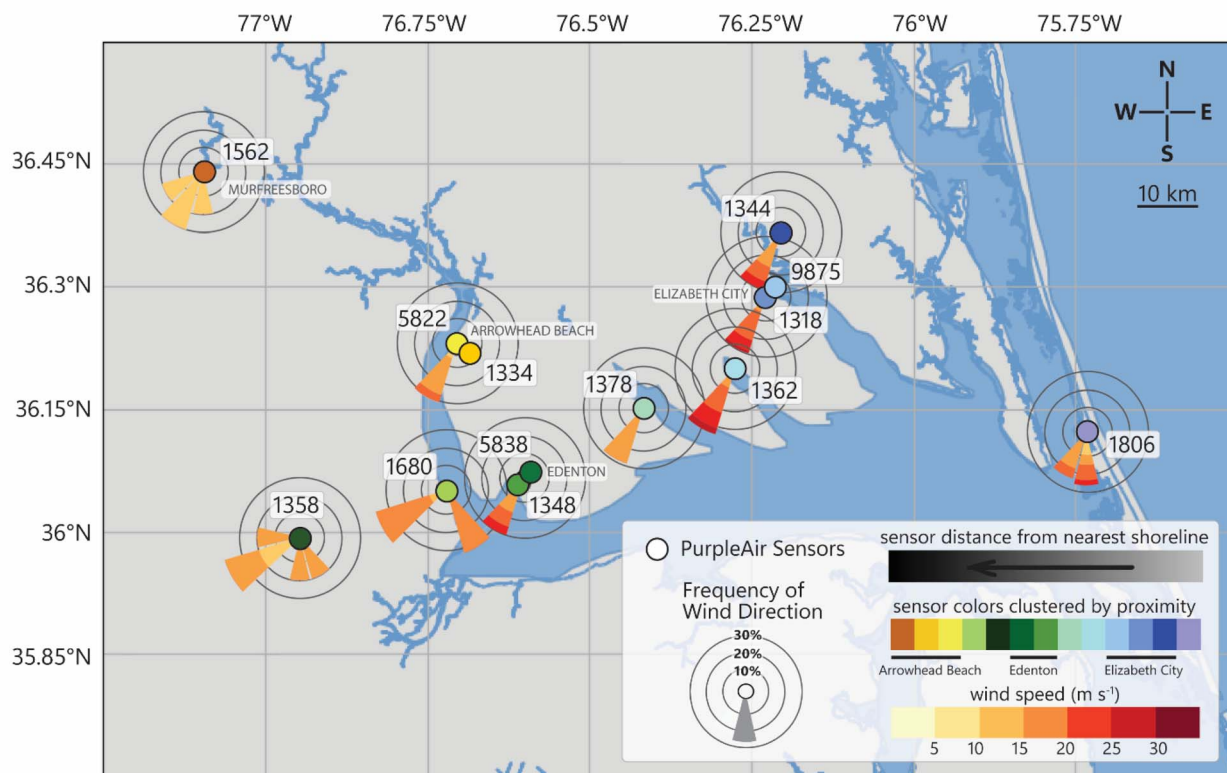 77°W 76.75°W 76.5°W 76.25°W 76°W 75.75°W
N
W E
S
36.45°N
1562
MURFREESBORO
10 km
1344
36.3°N
9875
ELIZABETH CITY
1318
5822
ARROWHEAD BEACH
1334
1378
1362
36.15°N
1806
5838
1680
EDENTON
1348
1358
36°N
35.85°N
PurpleAir Sensors
Frequency of
Wind Direction
30%
20%
10%
sensor distance from nearest shoreline
sensor colors clustered by proximity
Arrowhead Beach Edenton Elizabeth City
wind speed (m s⁻¹)
5 10 15 20 25 30